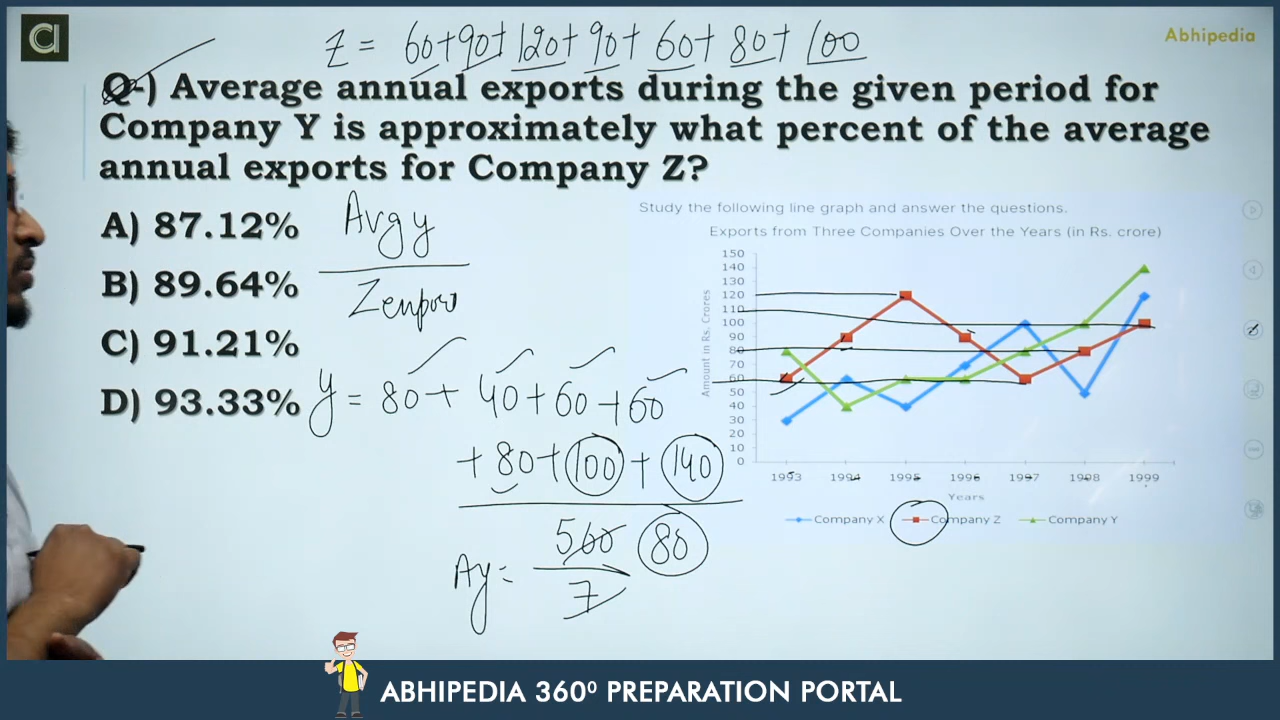 Z = 60+90+120+90+60+80+100
Abhipedia
Q-) Average annual exports during the given period for
Company Y is approximately what percent of the average
annual exports for Company Z?
A) 87.12%
B) 89.64%
C) 91.21%
D) 93.33%
Avg y
y = 80+ 40+60+60
+80+100+140
Ay= 560 80
7
Study the following line graph and answer the questions.
Exports from Three Companies Over the Years (in Rs. crore)
Amount in Rs. Crores
150
140
130
120
110
100
90
80
70
60
50
40
30
20
10
0
1993 1994 1995 1996 1997 1998 1999
Years
Company X Company Z Company Y
ABHIPEDIA 360⁰ PREPARATION PORTAL